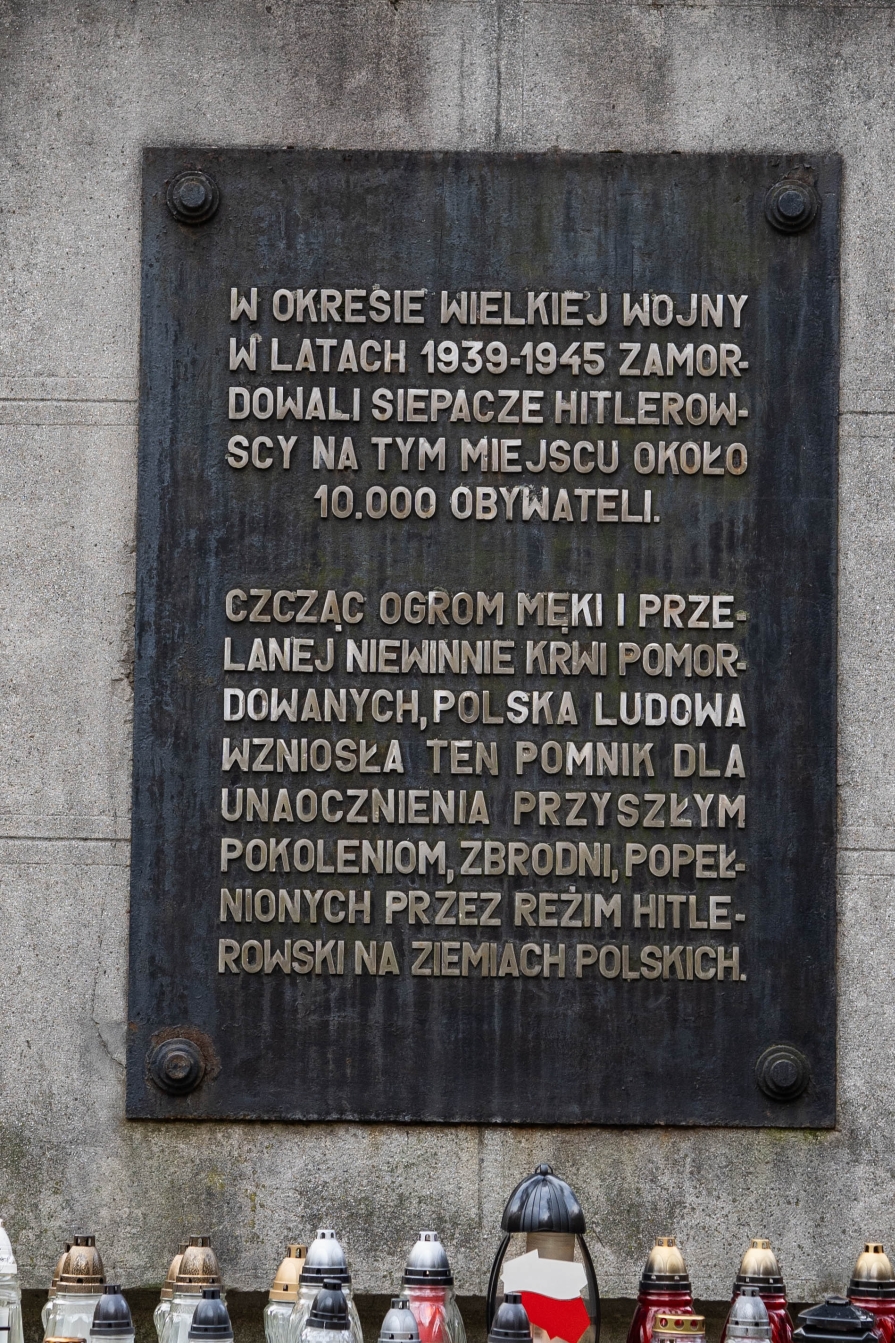 W OKRESIE WIELKIEJ WOJNY
W LATACH 1939-1945 ZAMOR-
DOWALI SIEPACZE HITLEROW-
SCY NA TYM MIEJSCU OKOŁO
10.000 OBYWATELI.
CZCZĄC OGROM MĘKI I PRZE-
LANEJ NIEWINNIE KRWI POMOR-
DOWANYCH, POLSKA LUDOWA
WZNIOSŁA TEN POMNIK DLA
UNAOCZNIENIA PRZYSZŁYM
POKOLENIOM, ZBRODNI, POPEŁ-
NIONYCH PRZEZ REŻIM HITLE-
ROWSKI NA ZIEMIACH POLSKICH.